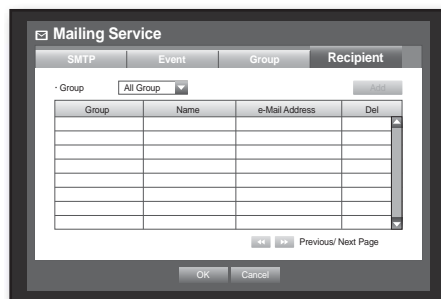 Mailing Service
SMTP Event Group Recipient
· Group All Group Add
Group Name e-Mail Address Del
Previous/ Next Page
OK Cancel